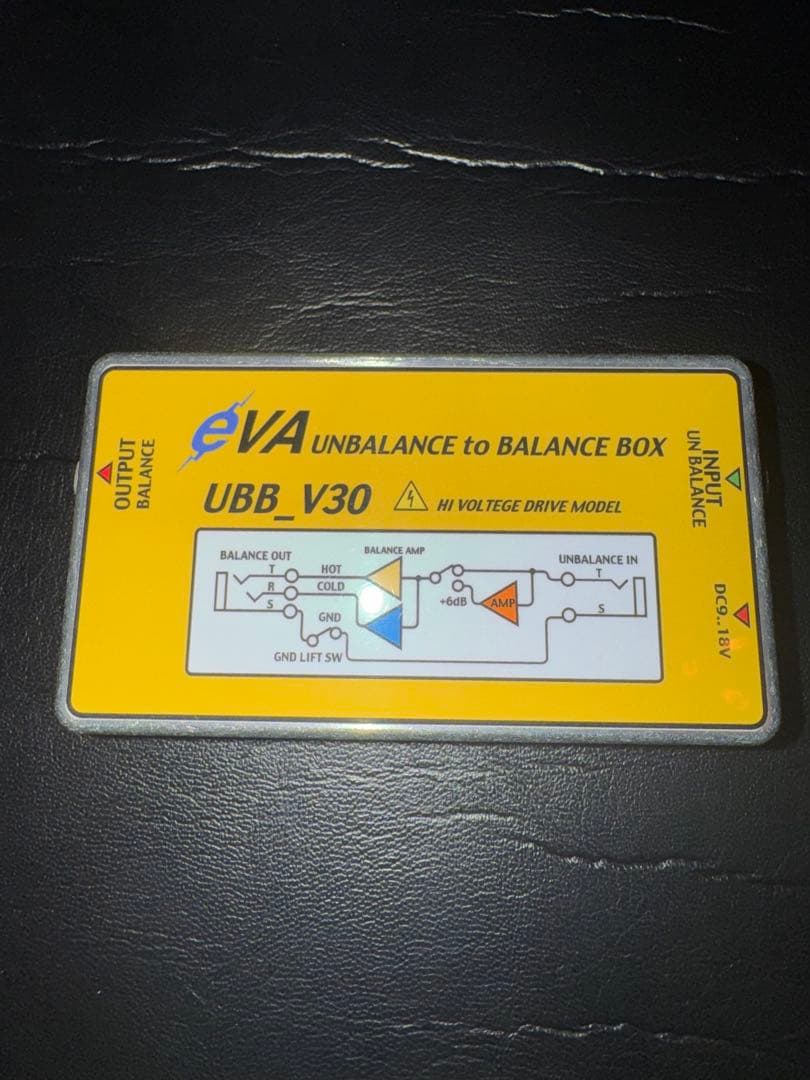 eVA UNBALANCE to BALANCE BOX
UBB_V30 HI VOLTEGE DRIVE MODEL
OUTPUT
BALANCE
INPUT
UN BALANCE
DC9..18V
BALANCE OUT
BALANCE AMP
UNBALANCE IN
T HOT
R COLD
S
GND
GND LIFT SW
+6dB
AMP
T
S